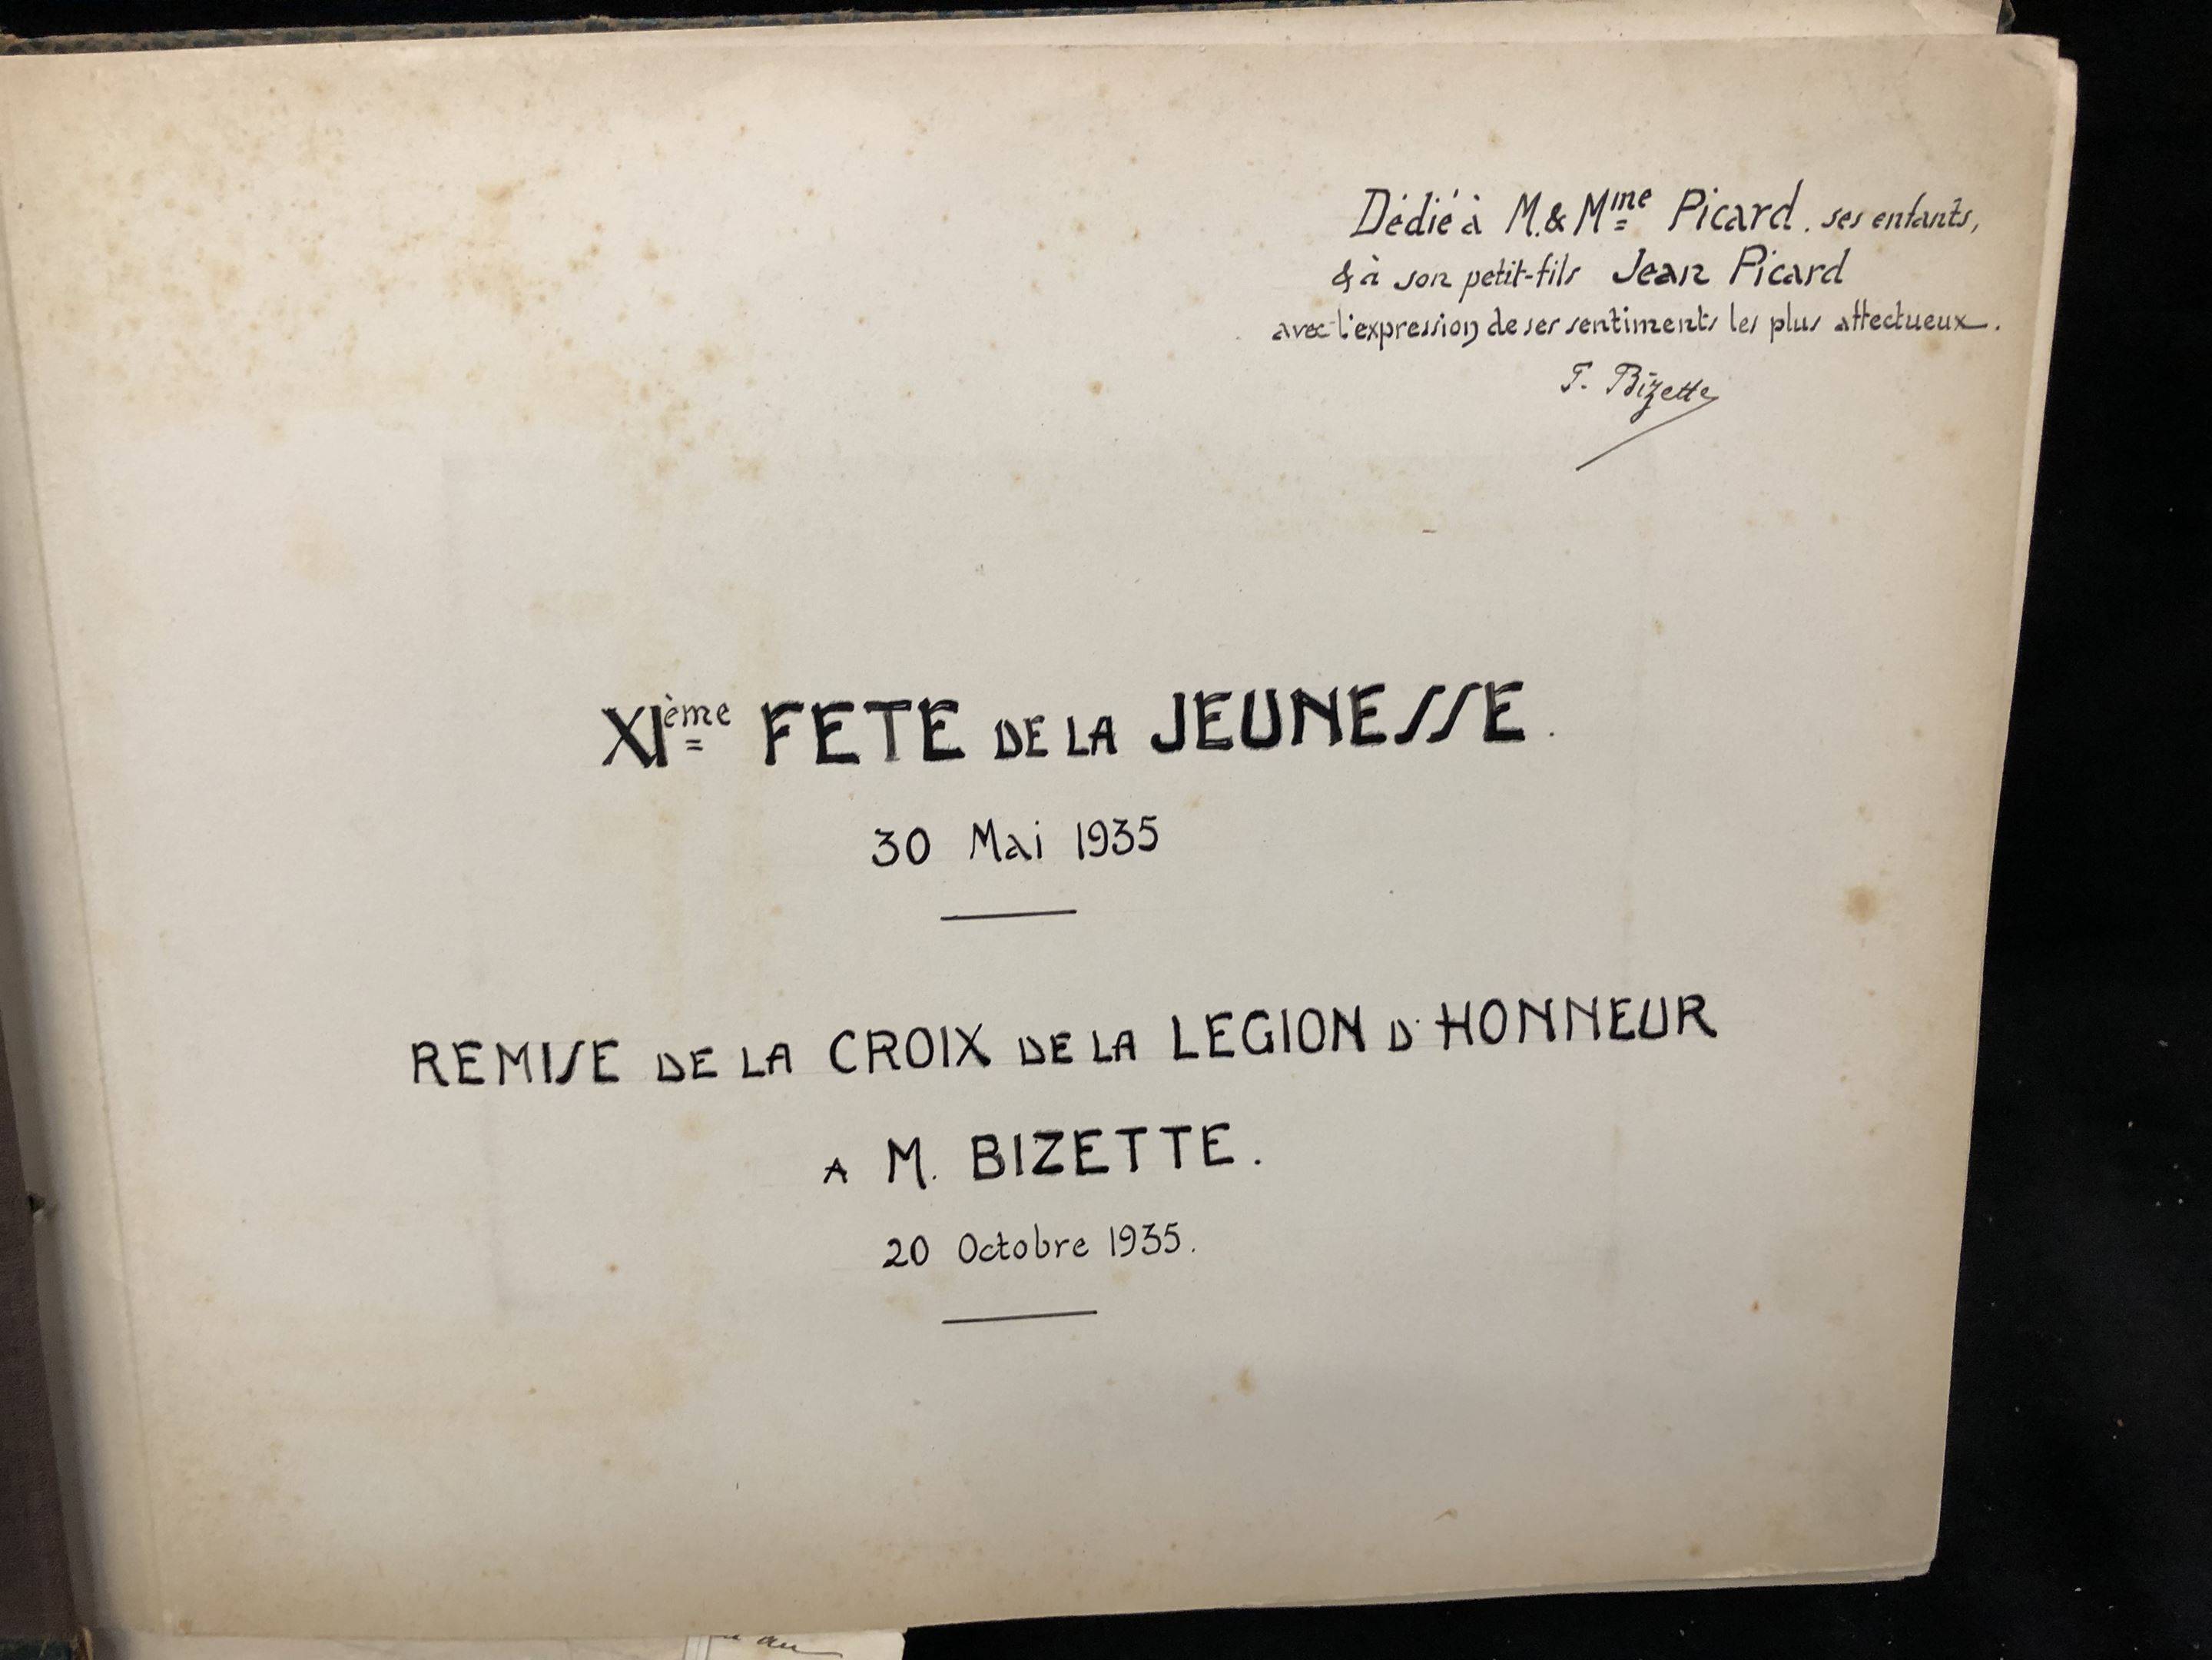 Dédié à M. & Mme Picard. ses enfants,
& à son petit-fils Jean Picard
avec l'expression de ses sentiments les plus affectueux.
F. Bizette
XIème FETE DE LA JEUNESSE.
30 Mai 1935
REMISE DE LA CROIX DE LA LEGION D'HONNEUR
A M. BIZETTE.
20 Octobre 1935.
au